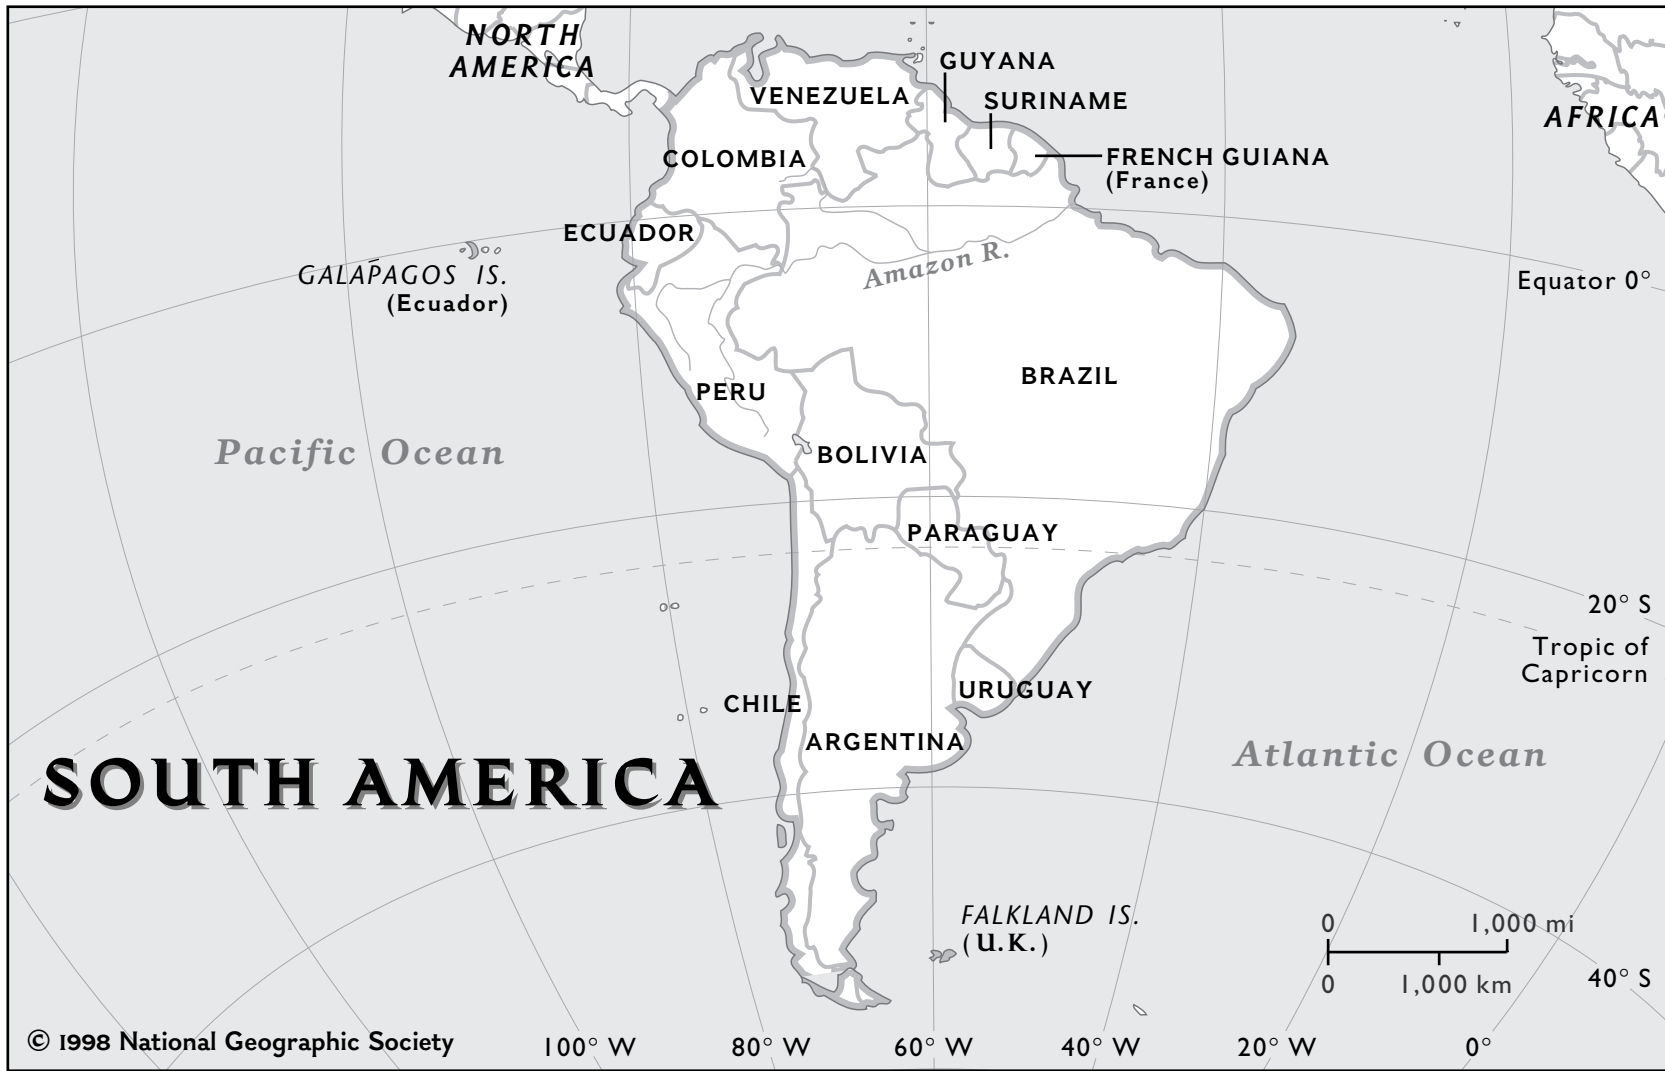 NORTH
AMERICA
GUYANA
VENEZUELA
SURINAME
AFRICA
COLOMBIA
FRENCH GUIANA
(France)
ECUADOR
Amazon R.
GALÁPAGOS IS.
(Ecuador)
Equator 0°
BRAZIL
PERU
Pacific Ocean
BOLIVIA
PARAGUAY
20° S
Tropic of
Capricorn
URUGUAY
CHILE
ARGENTINA
Atlantic Ocean
SOUTH AMERICA
FALKLAND IS.
(U.K.)
0 1,000 mi
0 1,000 km
40° S
© 1998 National Geographic Society
100° W 80° W 60° W 40° W 20° W 0°